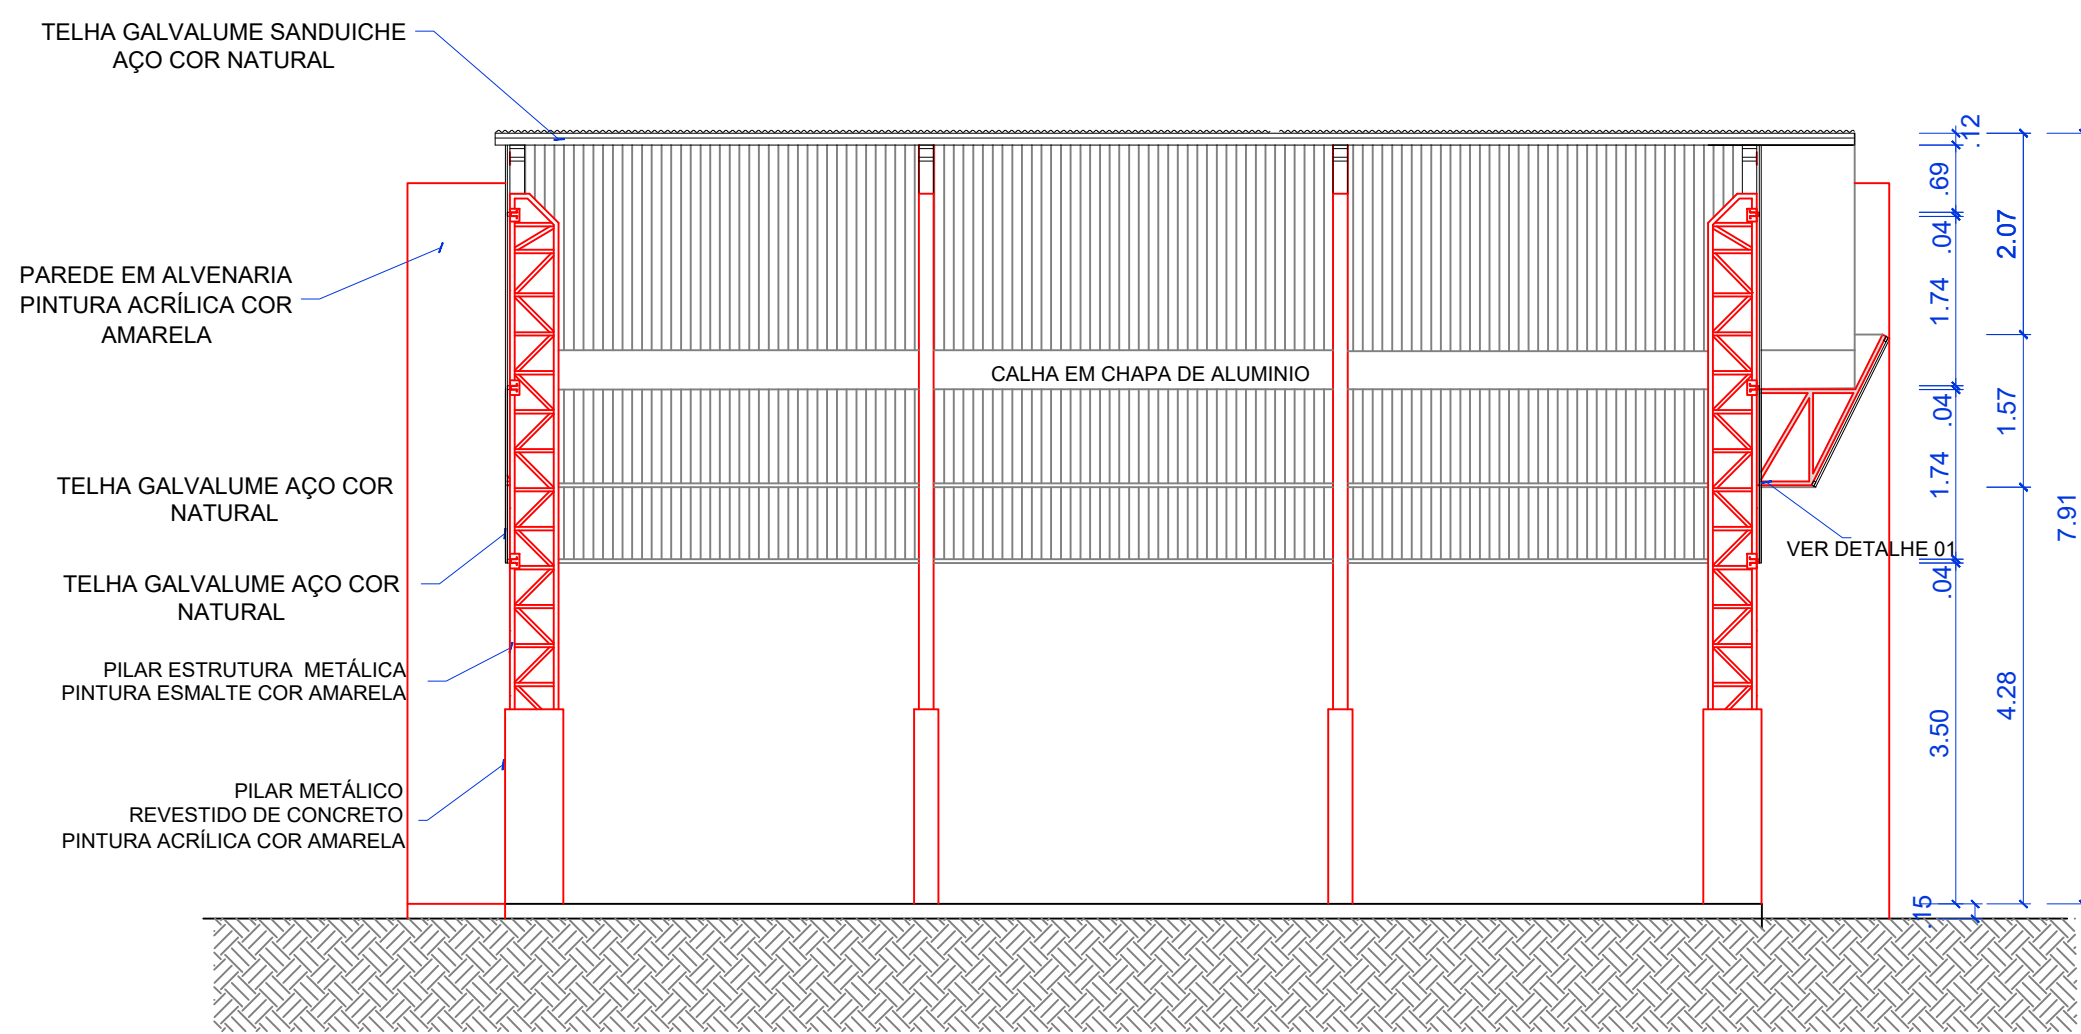 TELHA GALVALUME SANDUICHE
AÇO COR NATURAL
PAREDE EM ALVENARIA
PINTURA ACRÍLICA COR
AMARELA
CALHA EM CHAPA DE ALUMINIO
TELHA GALVALUME AÇO COR
NATURAL
TELHA GALVALUME AÇO COR
NATURAL
VER DETALHE 01
PILAR ESTRUTURA METÁLICA
PINTURA ESMALTE COR AMARELA
PILAR METÁLICO
REVESTIDO DE CONCRETO
PINTURA ACRÍLICA COR AMARELA
.12
.69
.04
1.74
.04
1.74
.04
3.50
.15
2.07
1.57
4.28
7.91